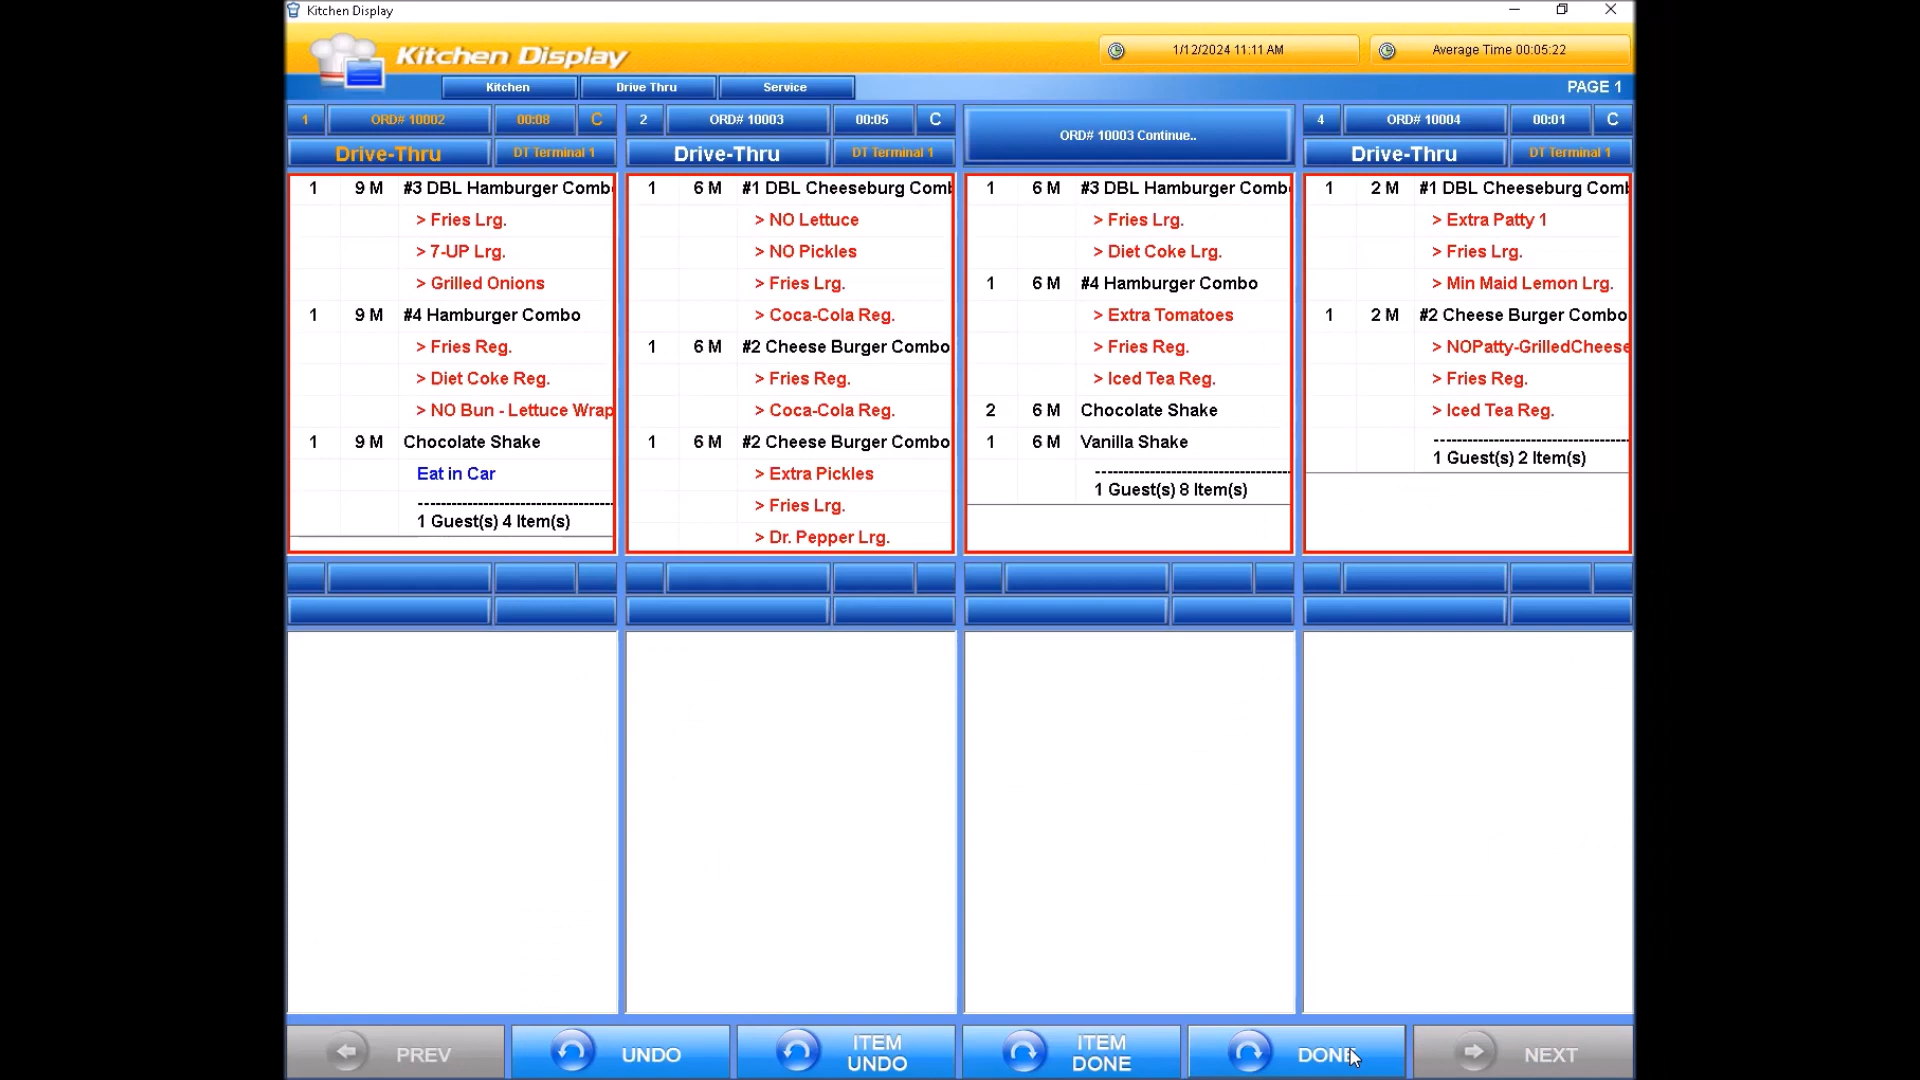 Kitchen Display
Kitchen Display
1/12/2024 11:11 AM
Average Time 00:05:22
Kitchen
Drive Thru
Service
PAGE 1
1 ORD# 10002 00:08 C
Drive-Thru DT Terminal 1
1 9 M #3 DBL Hamburger Comb
> Fries Lrg.
> 7-UP Lrg.
> Grilled Onions
1 9 M #4 Hamburger Combo
> Fries Reg.
> Diet Coke Reg.
> NO Bun - Lettuce Wrap
1 9 M Chocolate Shake
Eat in Car
1 Guest(s) 4 Item(s)
2 ORD# 10003 00:05 C
Drive-Thru DT Terminal 1
1 6 M #1 DBL Cheeseburg Com
> NO Lettuce
> NO Pickles
> Fries Lrg.
> Coca-Cola Reg.
1 6 M #2 Cheese Burger Combo
> Fries Reg.
> Coca-Cola Reg.
1 6 M #2 Cheese Burger Combo
> Extra Pickles
> Fries Lrg.
> Dr. Pepper Lrg.
ORD# 10003 Continue..
1 6 M #3 DBL Hamburger Comb
> Fries Lrg.
> Diet Coke Lrg.
1 6 M #4 Hamburger Combo
> Extra Tomatoes
> Fries Reg.
> Iced Tea Reg.
2 6 M Chocolate Shake
1 6 M Vanilla Shake
1 Guest(s) 8 Item(s)
4 ORD# 10004 00:01 C
Drive-Thru DT Terminal 1
1 2 M #1 DBL Cheeseburg Com
> Extra Patty 1
> Fries Lrg.
> Min Maid Lemon Lrg.
1 2 M #2 Cheese Burger Combo
> NOPatty-GrilledCheese
> Fries Reg.
> Iced Tea Reg.
1 Guest(s) 2 Item(s)
PREV
UNDO
ITEM
UNDO
ITEM
DONE
DONE
NEXT